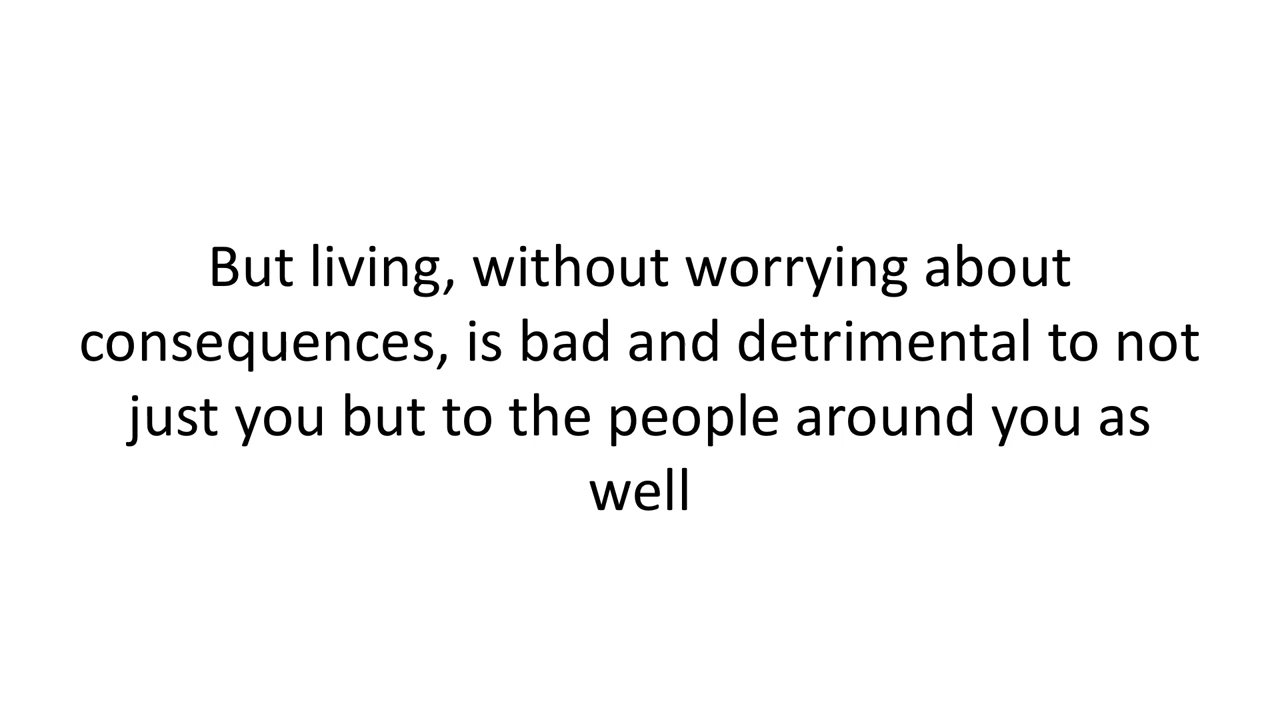 But living, without worrying about
consequences, is bad and detrimental to not
just you but to the people around you as
well